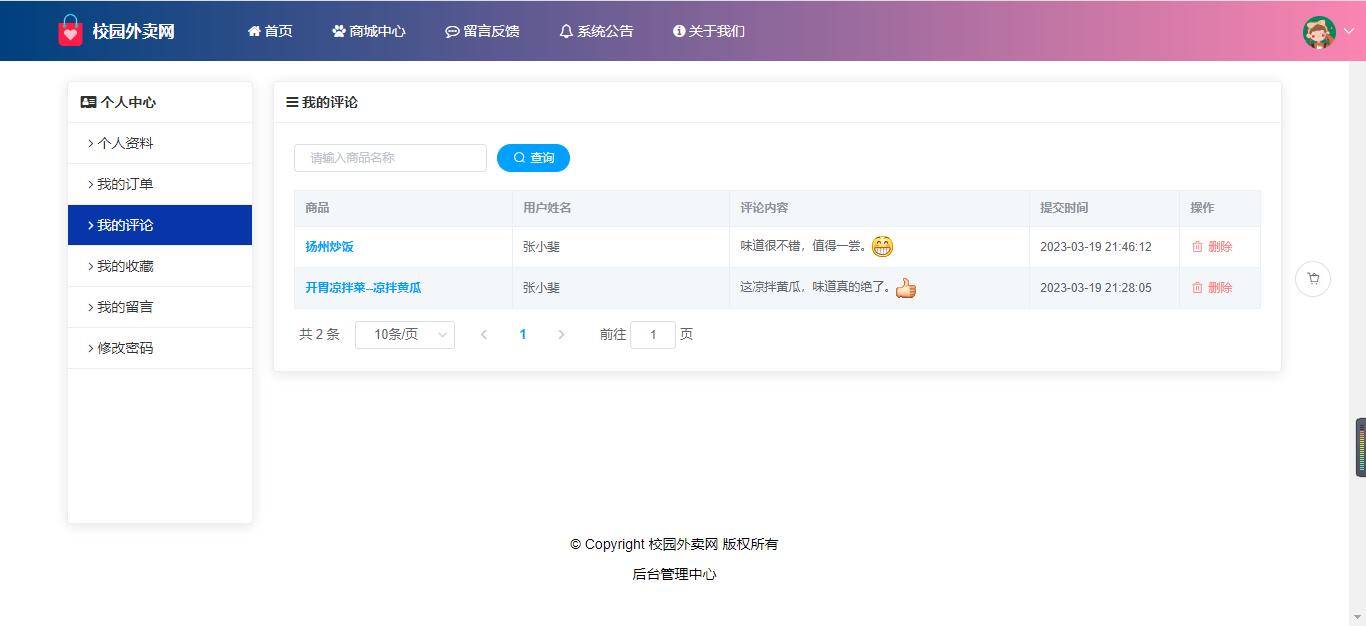 校园外卖网 首页 商城中心 留言反馈 系统公告 关于我们
个人中心
个人资料
我的订单
我的评论
我的收藏
我的留言
修改密码
我的评论
请输入商品名称 查询
商品 用户姓名 评论内容 提交时间 操作
扬州炒饭 张小斐 味道很不错，值得一尝。 2023-03-19 21:46:12 删除
开胃凉拌菜--凉拌黄瓜 张小斐 这凉拌黄瓜，味道真的绝了。 2023-03-19 21:28:05 删除
共 2 条 10条/页 1 前往 1 页
© Copyright 校园外卖网 版权所有
后台管理中心